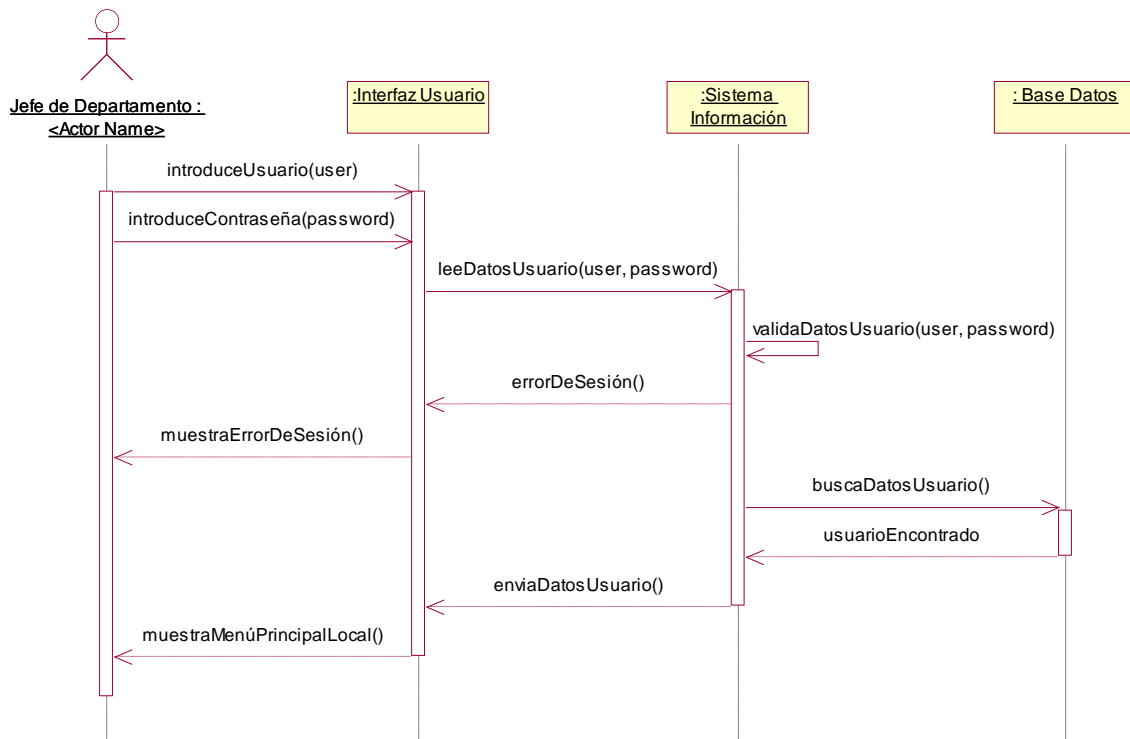 Jefe de Departamento :
<Actor Name>
:Interfaz Usuario
:Sistema
Información
: Base Datos
introduceUsuario(user)
introduceContraseña(password)
leeDatosUsuario(user, password)
validaDatosUsuario(user, password)
errorDeSesión()
muestraErrorDeSesión()
buscaDatosUsuario()
usuarioEncontrado
enviaDatosUsuario()
muestraMenúPrincipalLocal()